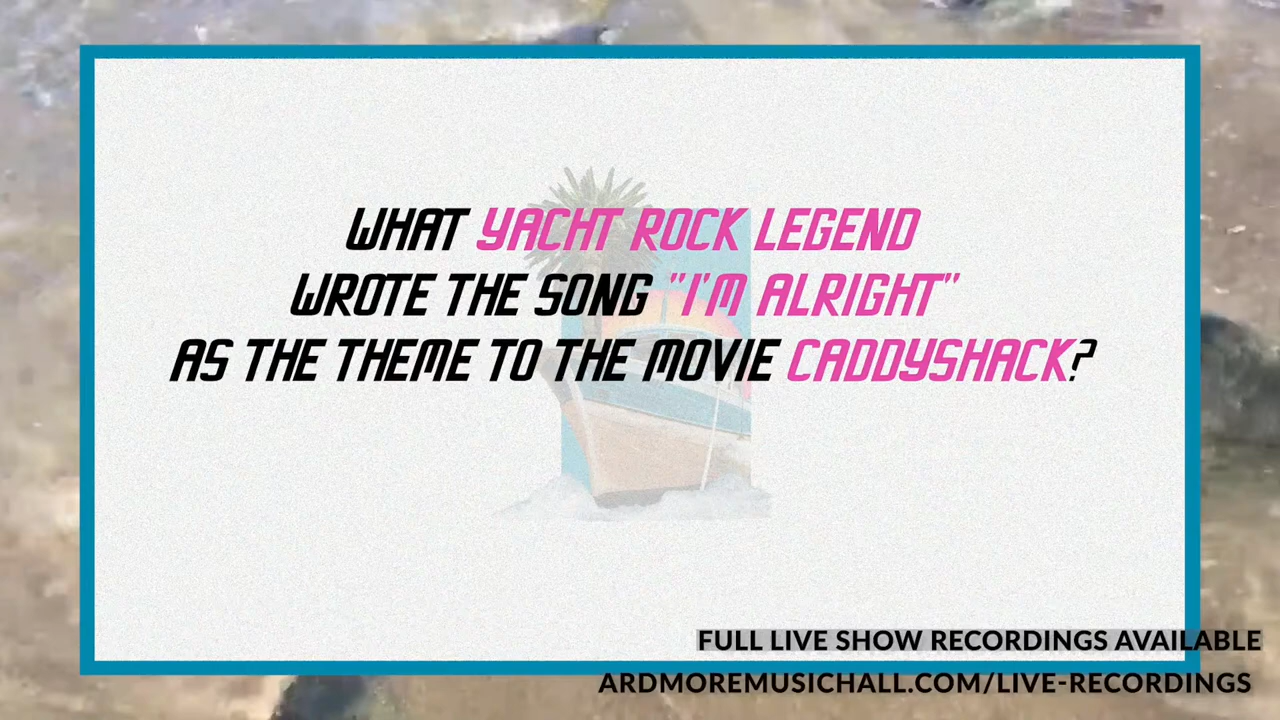 WHAT YACHT ROCK LEGEND
WROTE THE SONG "I'M ALRIGHT"
AS THE THEME TO THE MOVIE CADDYSHACK?
FULL LIVE SHOW RECORDINGS AVAILABLE
ARDMOREMUSICHALL.COM/LIVE-RECORDINGS